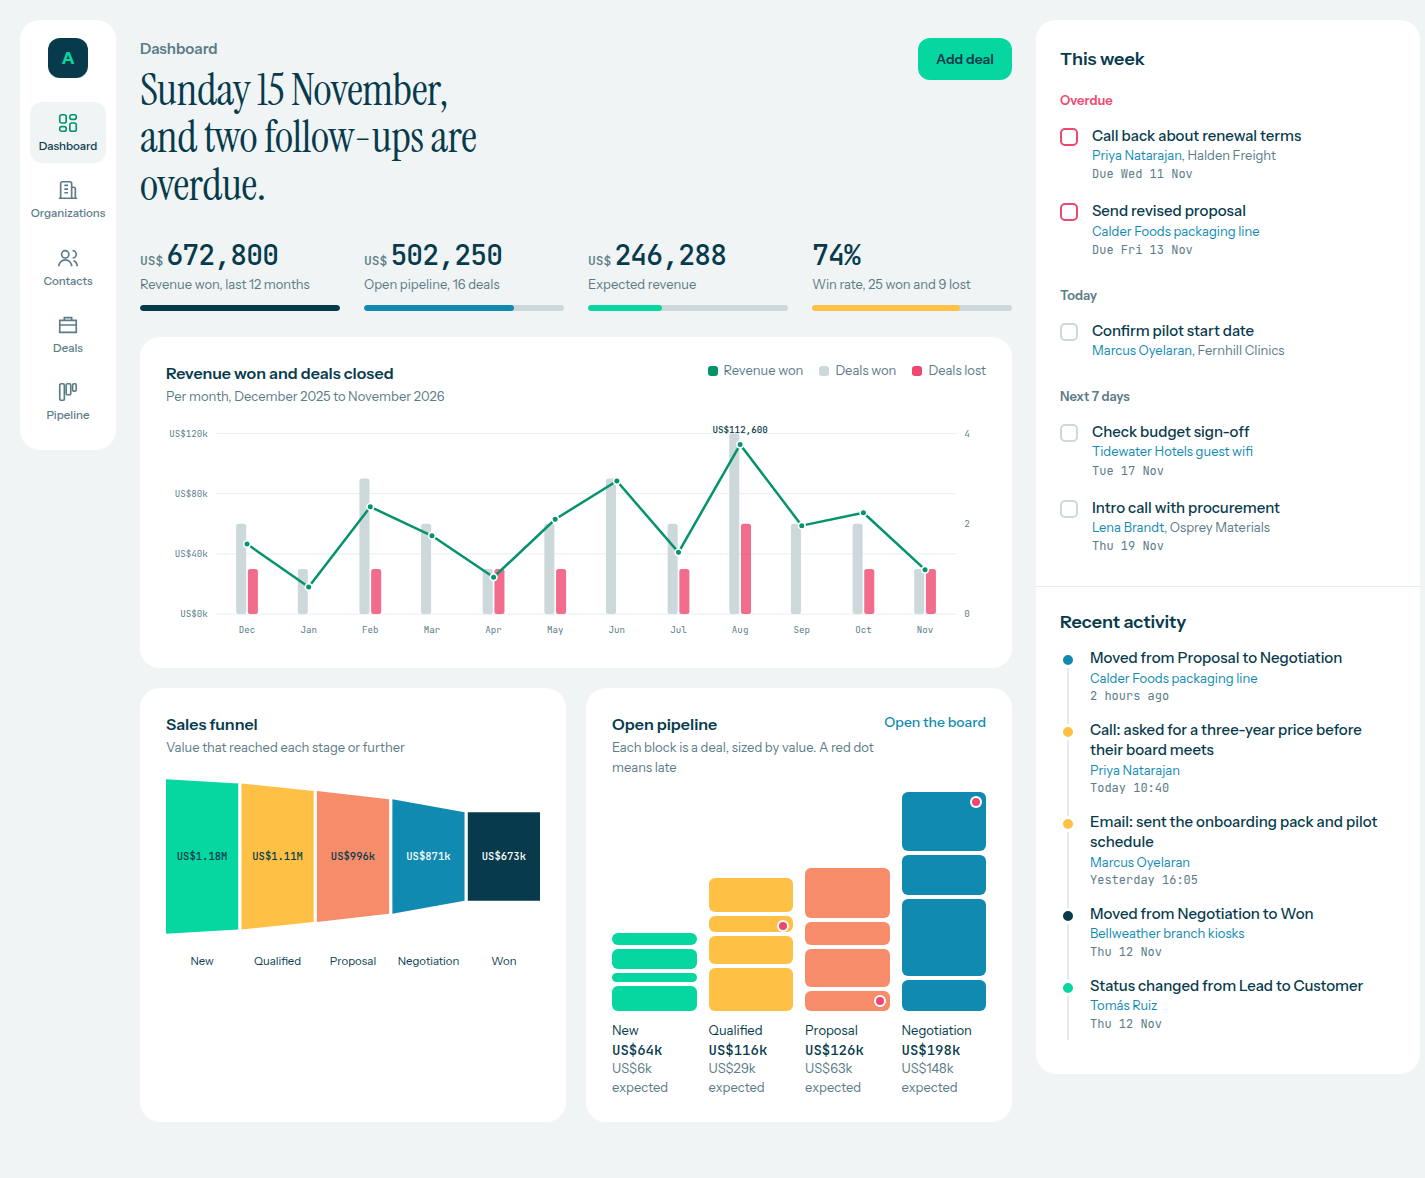 A
Dashboard
Organizations
Contacts
Deals
Pipeline
Dashboard
Sunday 15 November,
and two follow-ups are
overdue.
Add deal
US$ 672,800
Revenue won, last 12 months
US$ 502,250
Open pipeline, 16 deals
US$ 246,288
Expected revenue
74%
Win rate, 25 won and 9 lost
Revenue won and deals closed
Per month, December 2025 to November 2026
Revenue won
Deals won
Deals lost
US$120k
US$80k
US$40k
US$0k
US$112,600
4
2
0
Dec
Jan
Feb
Mar
Apr
May
Jun
Jul
Aug
Sep
Oct
Nov
Sales funnel
Value that reached each stage or further
US$1.18M
US$1.11M
US$996k
US$871k
US$673k
New
Qualified
Proposal
Negotiation
Won
Open pipeline
Open the board
Each block is a deal, sized by value. A red dot
means late
New
US$64k
US$6k
expected
Qualified
US$116k
US$29k
expected
Proposal
US$126k
US$63k
expected
Negotiation
US$198k
US$148k
expected
This week
Overdue
Call back about renewal terms
Priya Natarajan, Halden Freight
Due Wed 11 Nov
Send revised proposal
Calder Foods packaging line
Due Fri 13 Nov
Today
Confirm pilot start date
Marcus Oyelaran, Fernhill Clinics
Next 7 days
Check budget sign-off
Tidewater Hotels guest wifi
Tue 17 Nov
Intro call with procurement
Lena Brandt, Osprey Materials
Thu 19 Nov
Recent activity
Moved from Proposal to Negotiation
Calder Foods packaging line
2 hours ago
Call: asked for a three-year price before
their board meets
Priya Natarajan
Today 10:40
Email: sent the onboarding pack and pilot
schedule
Marcus Oyelaran
Yesterday 16:05
Moved from Negotiation to Won
Bellweather branch kiosks
Thu 12 Nov
Status changed from Lead to Customer
Tomás Ruiz
Thu 12 Nov